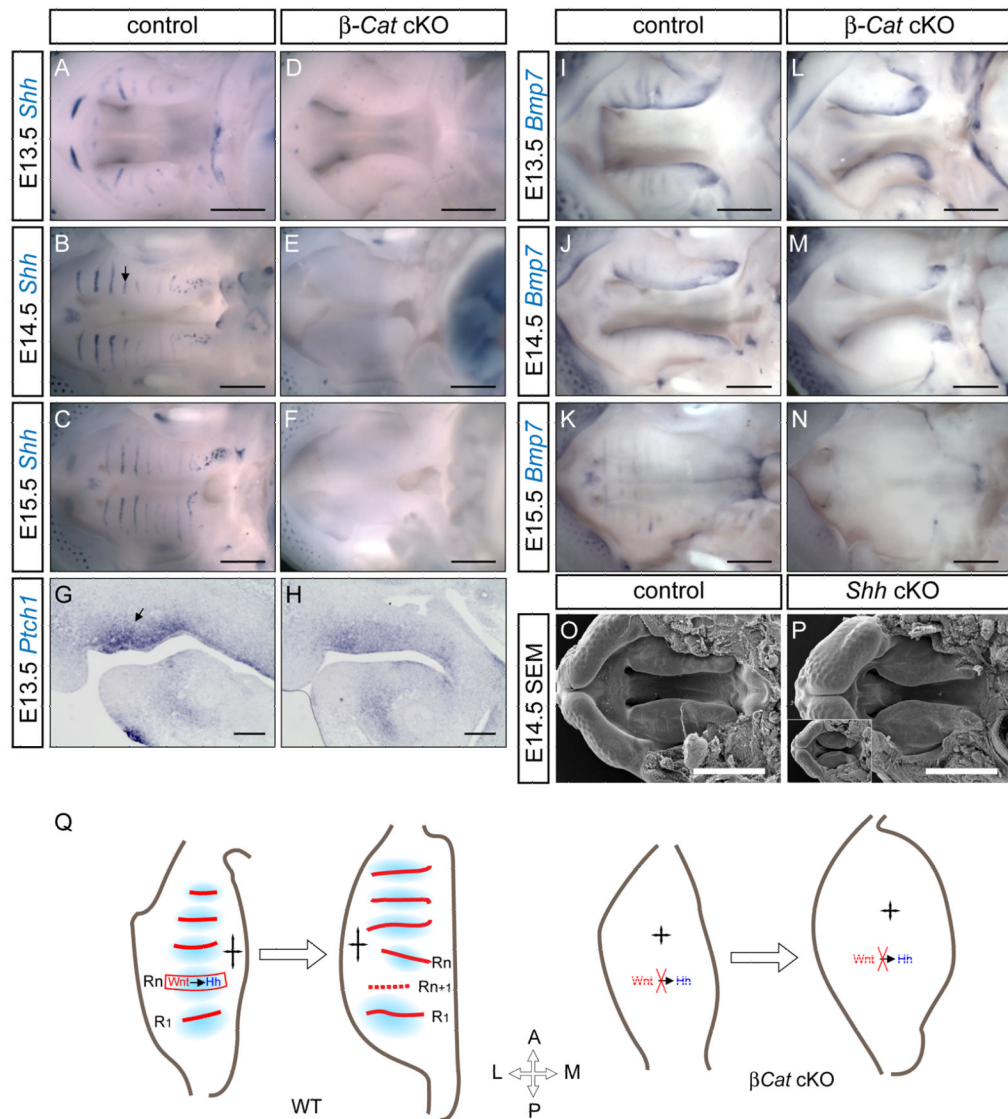 control
β-Cat cKO
control
β-Cat cKO
E13.5 Shh
A
D
E13.5 Bmp7
I
L
E14.5 Shh
B
E
E14.5 Bmp7
J
M
E15.5 Shh
C
F
E15.5 Bmp7
K
N
control
Shh cKO
E13.5 Ptch1
G
H
E14.5 SEM
O
P
Q
Rn
Wnt
Hh
R1
Rn
Rn+1
R1
WT
A
L
M
P
Wnt
Hh
Wnt
Hh
βCat cKO